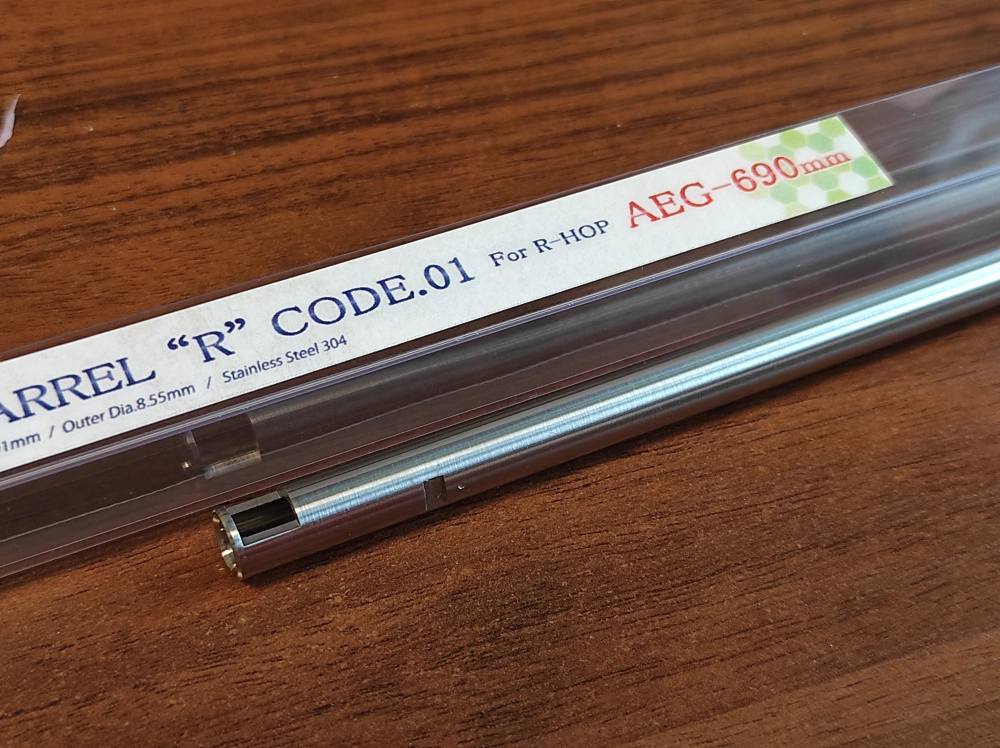 ARREL “R” CODE.01 For R-HOP AEG-690mm
1mm / Outer Dia.8.55mm / Stainless Steel 304